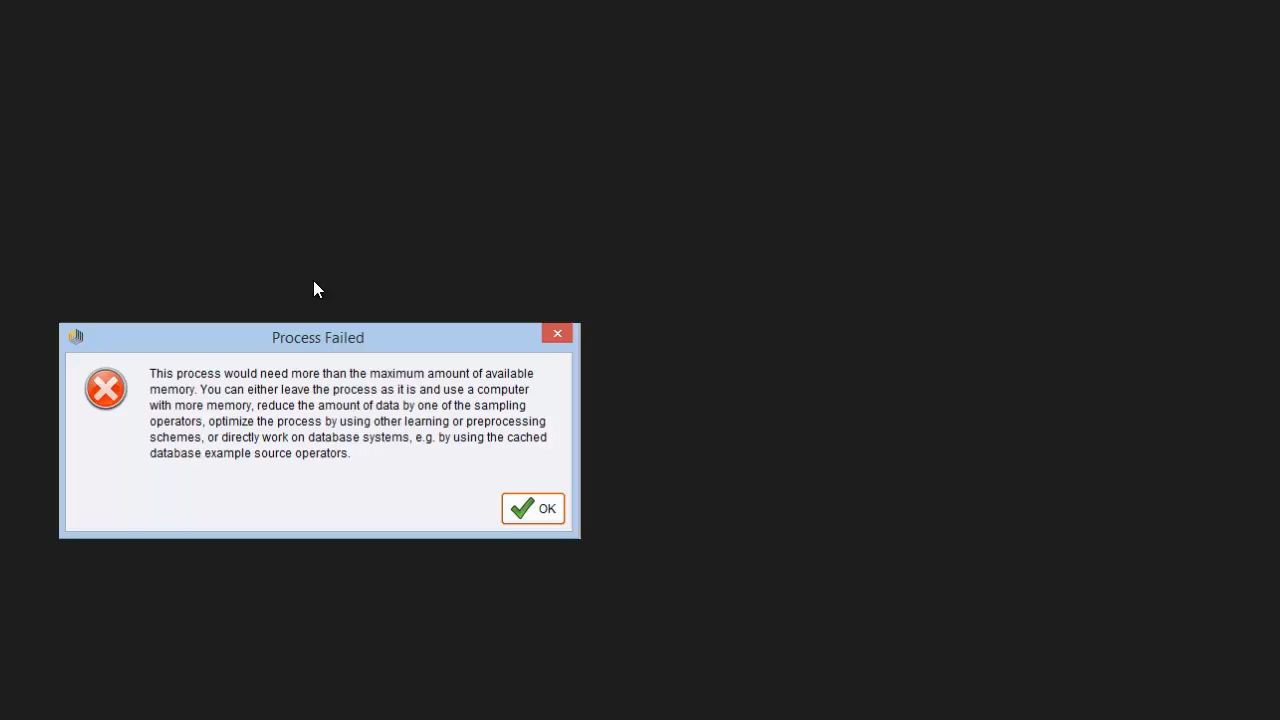 Process Failed
This process would need more than the maximum amount of available
memory. You can either leave the process as it is and use a computer
with more memory, reduce the amount of data by one of the sampling
operators, optimize the process by using other learning or preprocessing
schemes, or directly work on database systems, e.g. by using the cached
database example source operators.
OK